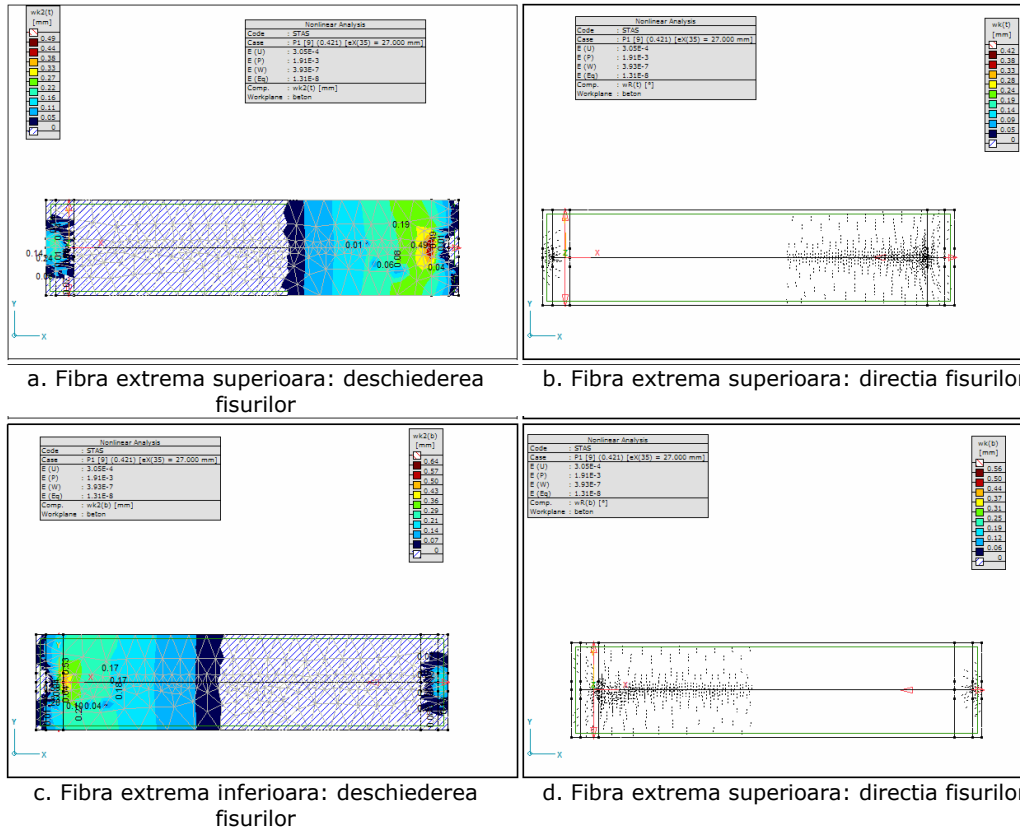 wk2(t)
[mm]
0.49
0.44
0.38
0.33
0.27
0.22
0.16
0.11
0.05
0
Nonlinear Analysis
Code : STAS
Case : P1 [9] (0.421) [eX(35) = 27.000 mm]
E (U) : 3.05E-4
E (P) : 1.91E-3
E (W) : 3.93E-7
E (Eq) : 1.31E-8
Comp. : wk2(t) [mm]
Workplane : beton
0.19
0.01
0.49
0.06
0.08
0.04
0.14
X
Y
X
Nonlinear Analysis
Code : STAS
Case : P1 [9] (0.421) [eX(35) = 27.000 mm]
E (U) : 3.05E-4
E (P) : 1.91E-3
E (W) : 3.93E-7
E (Eq) : 1.31E-8
Comp. : wR(t) [°]
Workplane : beton
wk(t)
[mm]
0.42
0.38
0.33
0.28
0.24
0.19
0.14
0.09
0.05
0
X
Y
X
a. Fibra extrema superioara: deschiederea
fisurilor
b. Fibra extrema superioara: directia fisurilor
Nonlinear Analysis
Code : STAS
Case : P1 [9] (0.421) [eX(35) = 27.000 mm]
E (U) : 3.05E-4
E (P) : 1.91E-3
E (W) : 3.93E-7
E (Eq) : 1.31E-8
Comp. : wk2(b) [mm]
Workplane : beton
wk2(b)
[mm]
0.64
0.57
0.50
0.43
0.36
0.29
0.21
0.14
0.07
0
0.53
0.17
X
0.17
0.18
0.04
0.10
0.04
Y
X
Nonlinear Analysis
Code : STAS
Case : P1 [9] (0.421) [eX(35) = 27.000 mm]
E (U) : 3.05E-4
E (P) : 1.91E-3
E (W) : 3.93E-7
E (Eq) : 1.31E-8
Comp. : wR(b) [°]
Workplane : beton
wk(b)
[mm]
0.56
0.50
0.44
0.37
0.31
0.25
0.19
0.12
0.06
0
X
Y
X
c. Fibra extrema inferioara: deschiederea
fisurilor
d. Fibra extrema superioara: directia fisurilor